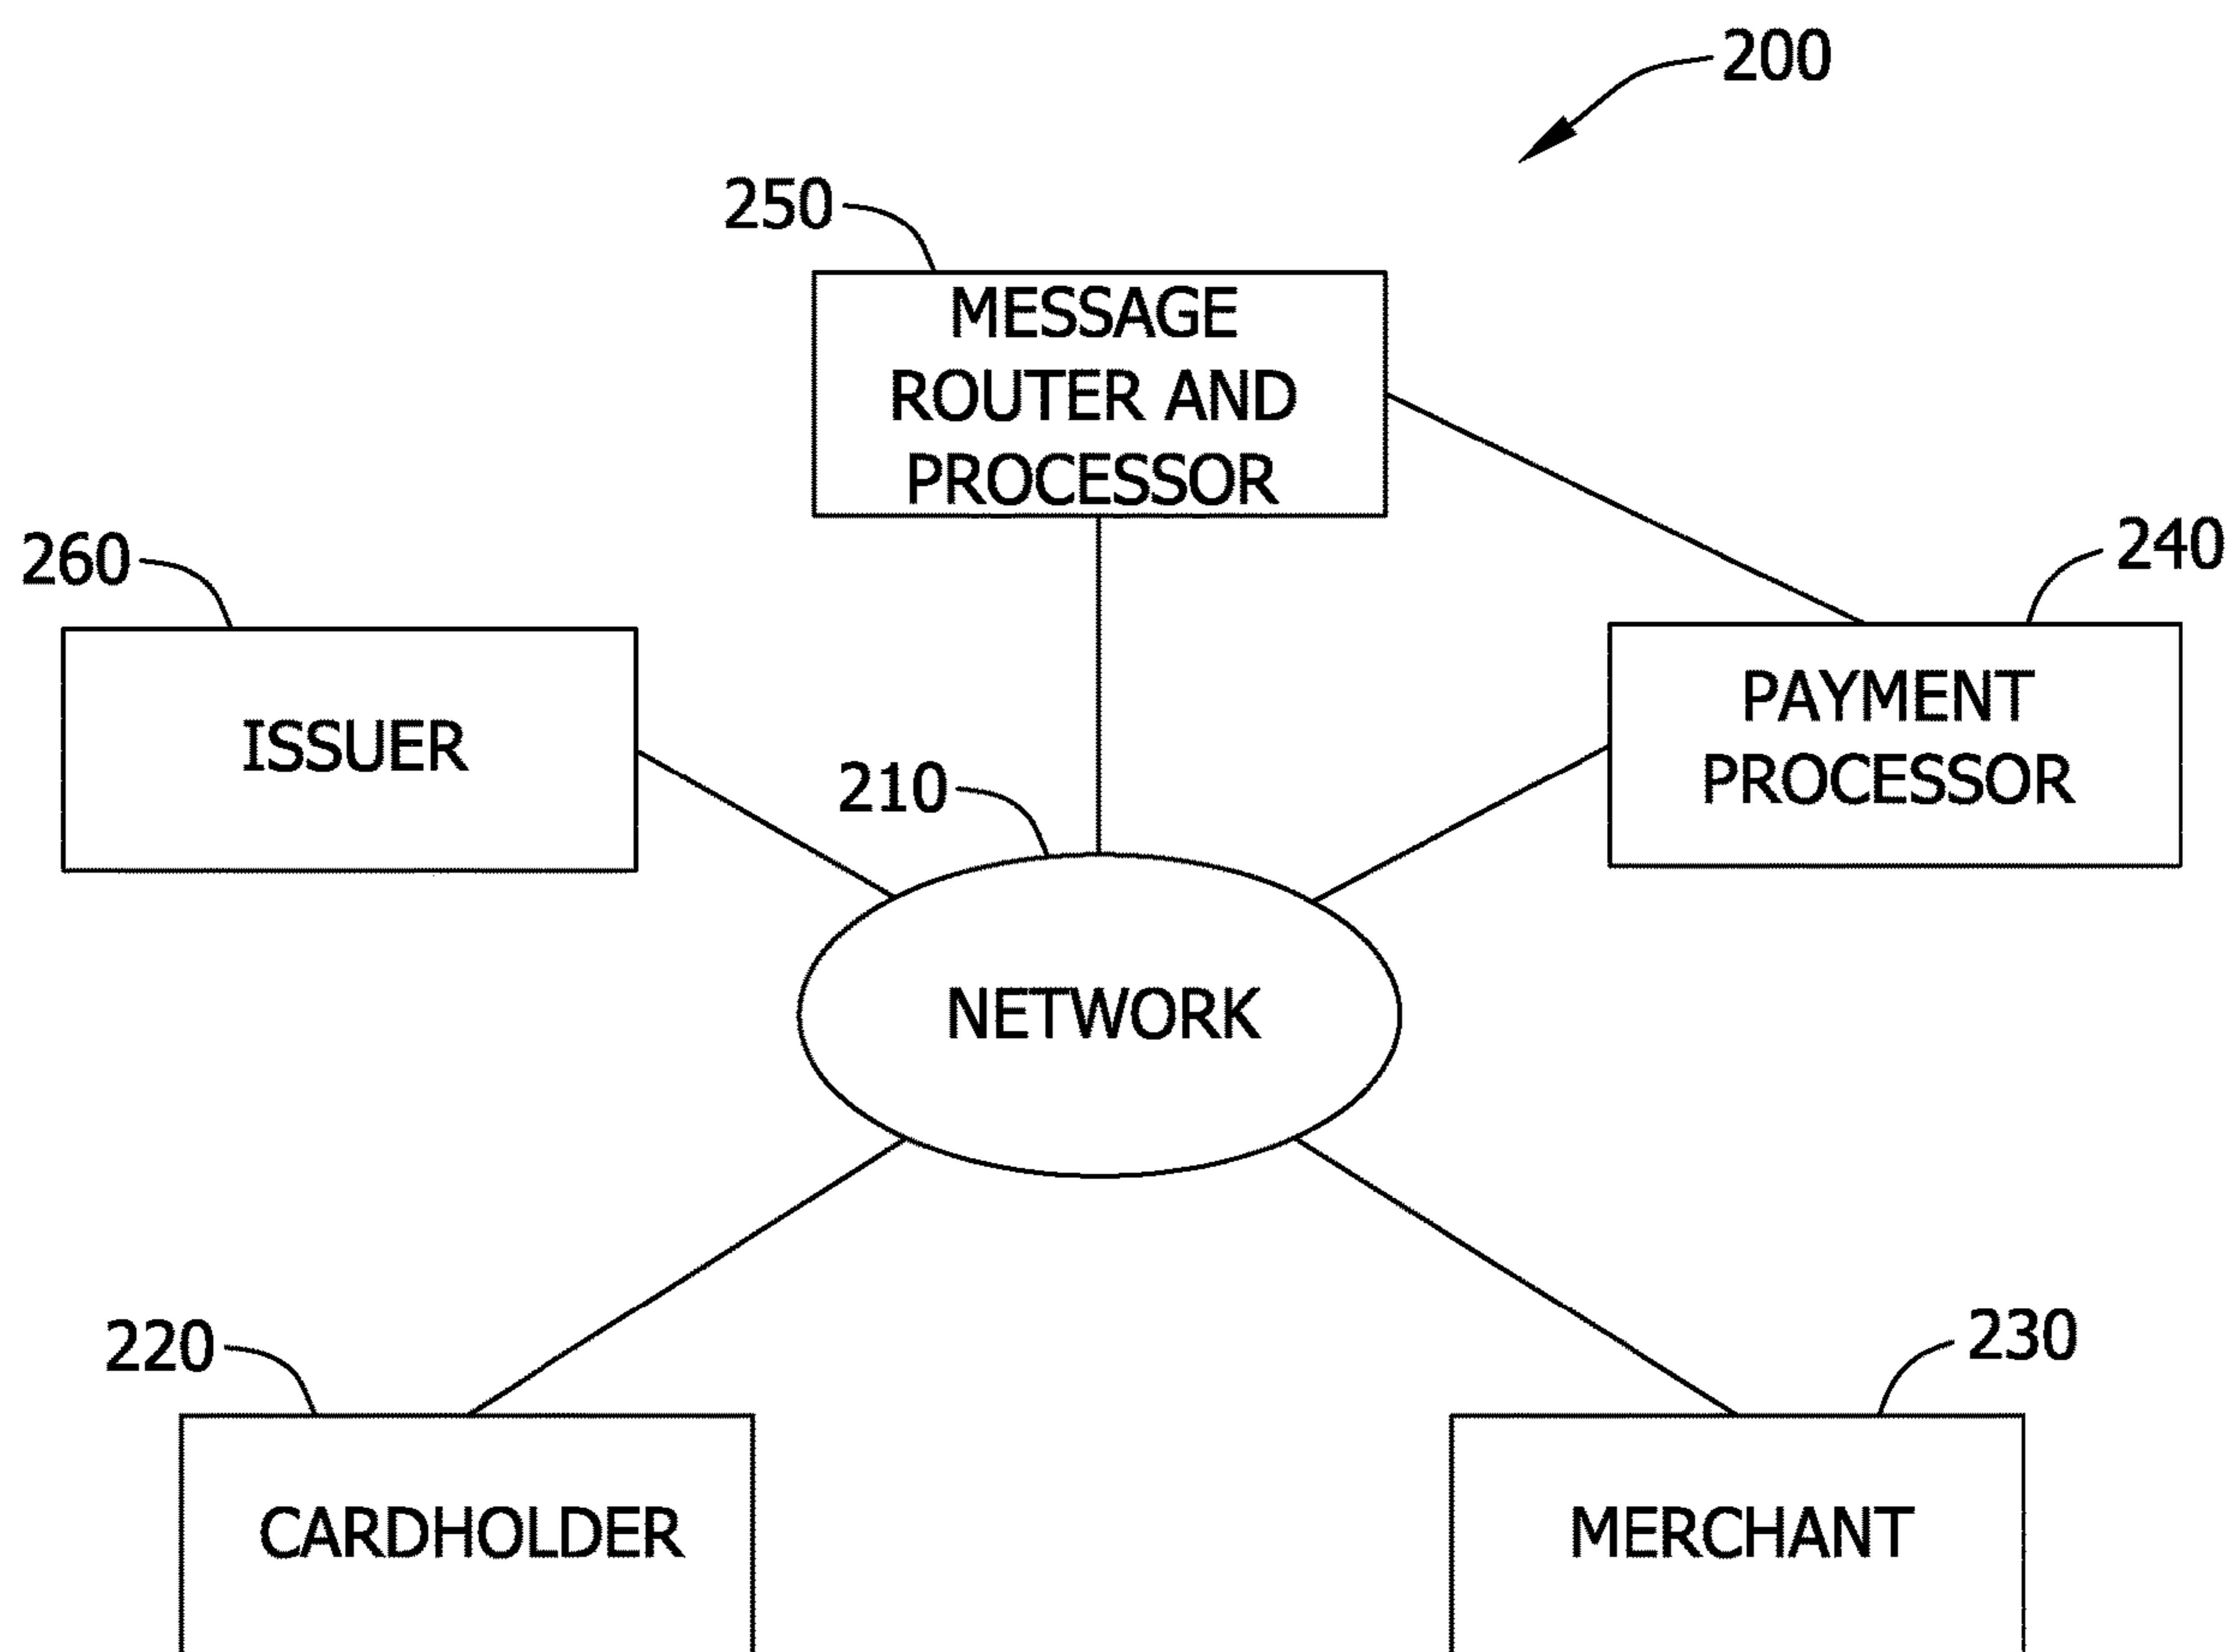 200
250
MESSAGE
ROUTER AND
PROCESSOR
260
240
ISSUER
PAYMENT
PROCESSOR
210
NETWORK
220
230
CARDHOLDER
MERCHANT